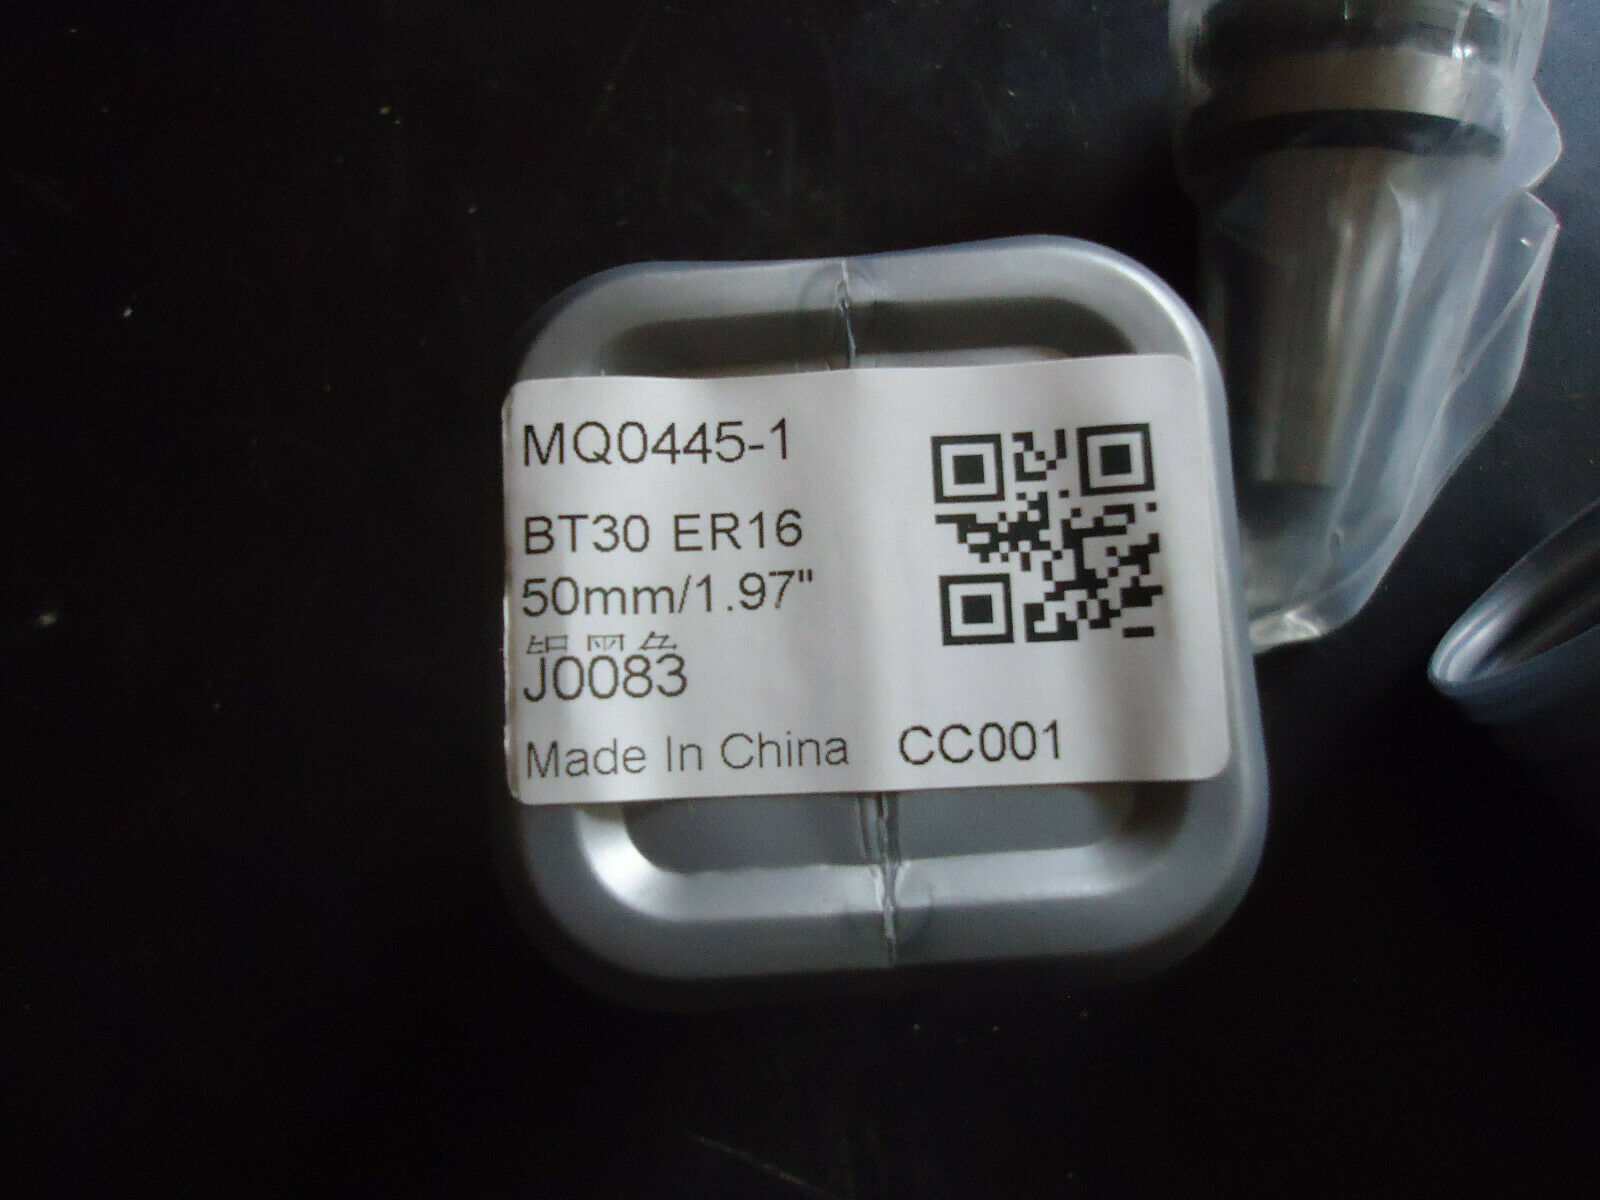 MQ0445-1
BT30 ER16
50mm/1.97"
J0083
Made In China CC001